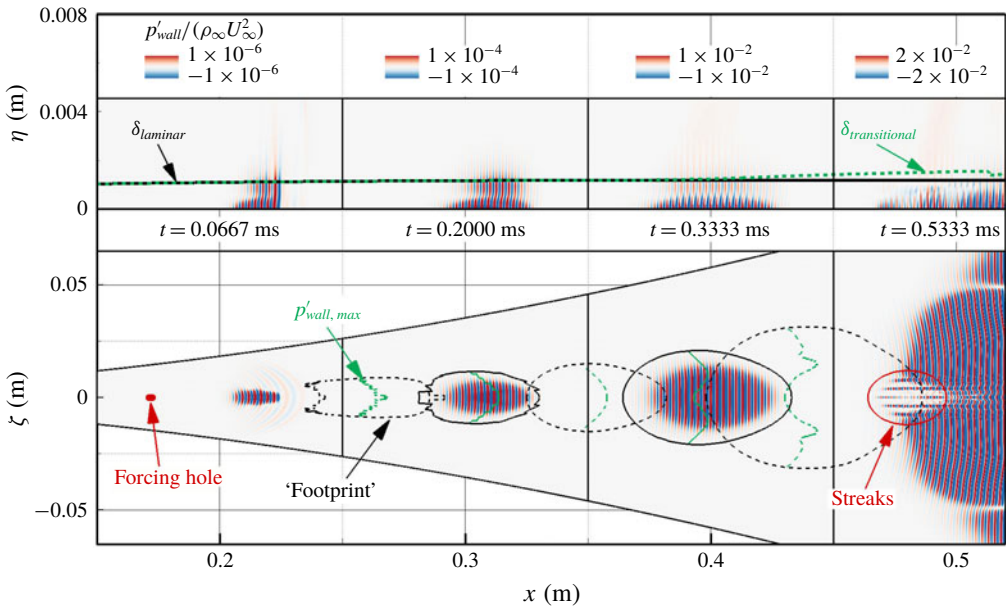 0.008
p′wall/(ρ∞U²∞)
1 × 10⁻⁶
−1 × 10⁻⁶
1 × 10⁻⁴
−1 × 10⁻⁴
1 × 10⁻²
−1 × 10⁻²
2 × 10⁻²
−2 × 10⁻²
η (m)
0.004
δlaminar
δtransitional
0
t = 0.0667 ms
t = 0.2000 ms
t = 0.3333 ms
t = 0.5333 ms
0.05
p′wall, max
ζ (m)
0
Forcing hole
‘Footprint’
Streaks
−0.05
0.2
0.3
0.4
0.5
x (m)